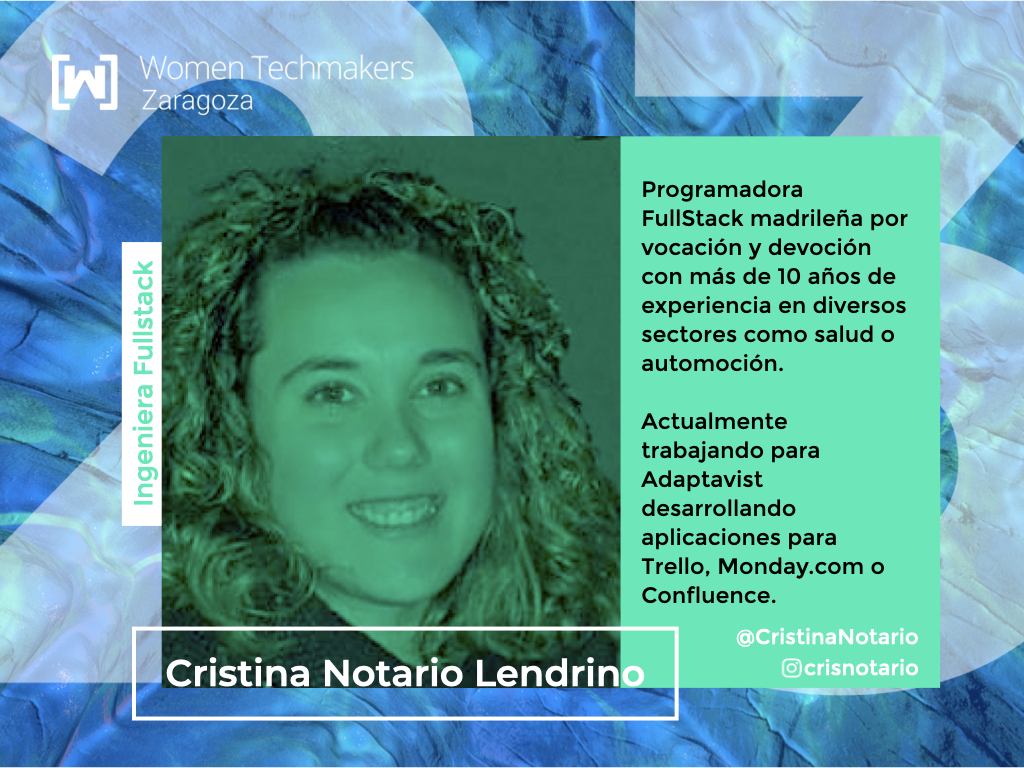 Women Techmakers
Zaragoza
Ingeniera Fullstack
Programadora
FullStack madrileña por
vocación y devoción
con más de 10 años de
experiencia en diversos
sectores como salud o
automoción.
Actualmente
trabajando para
Adaptavist
desarrollando
aplicaciones para
Trello, Monday.com o
Confluence.
@CristinaNotario
crisnotario
Cristina Notario Lendrino